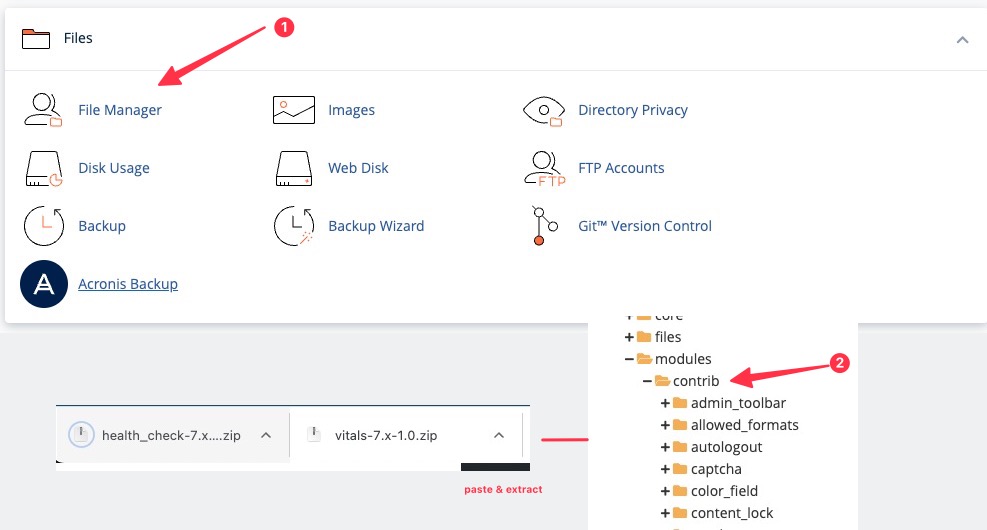 Files
1
File Manager
Images
Directory Privacy
Disk Usage
Web Disk
FTP
FTP Accounts
Backup
Backup Wizard
Git™ Version Control
Acronis Backup
core
files
modules
2
contrib
admin_toolbar
allowed_formats
autologout
captcha
color_field
content_lock
health_check-7.x....zip
vitals-7.x-1.0.zip
paste & extract